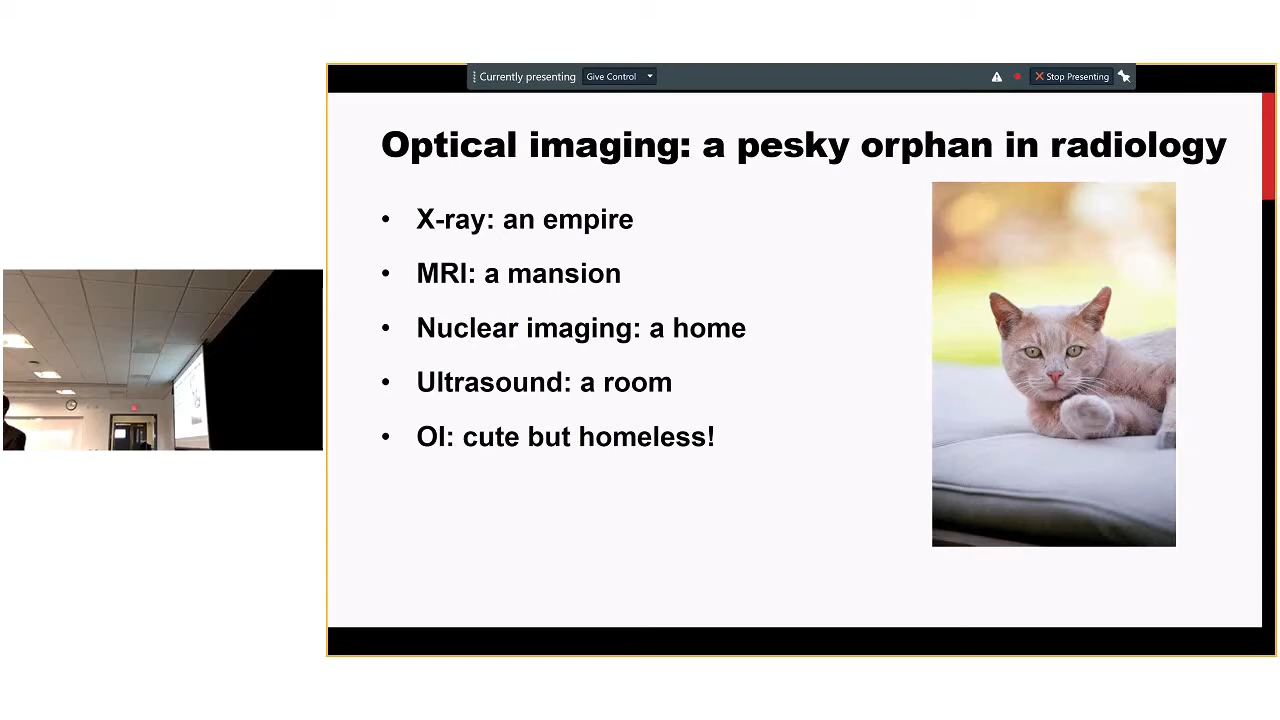 Currently presenting Give Control Stop Presenting
Optical imaging: a pesky orphan in radiology
• X-ray: an empire
• MRI: a mansion
• Nuclear imaging: a home
• Ultrasound: a room
• OI: cute but homeless!